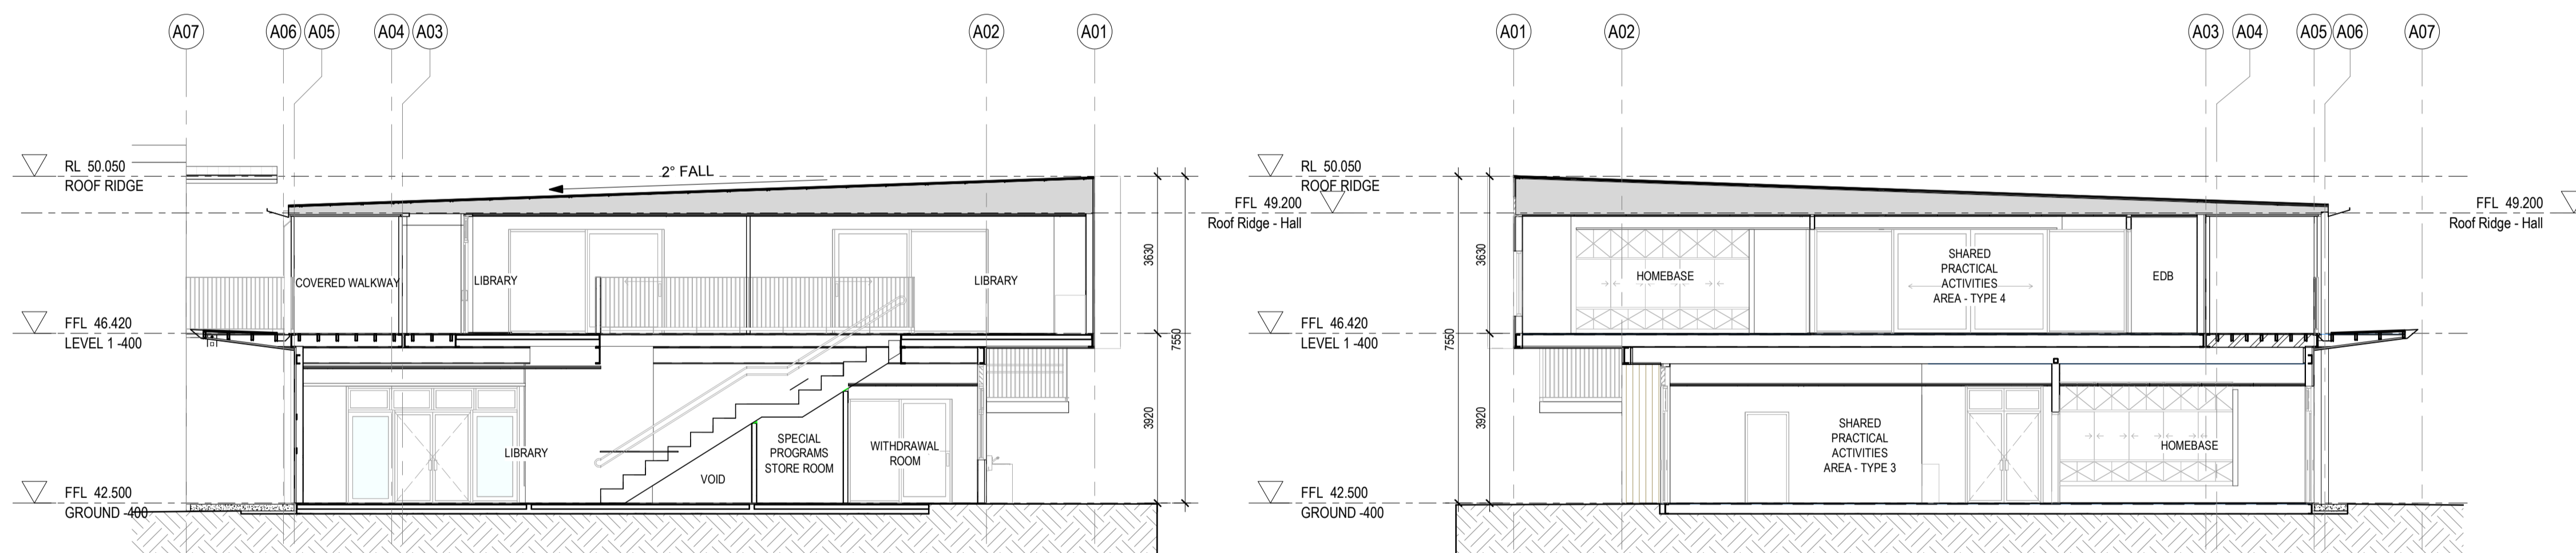 A07
A06
A05
A04
A03
A02
A01
RL 50.050
ROOF RIDGE
2° FALL
FFL 49.200
Roof Ridge - Hall
3630
COVERED WALKWAY
LIBRARY
LIBRARY
FFL 46.420
LEVEL 1 -400
7550
3920
LIBRARY
VOID
SPECIAL
PROGRAMS
STORE ROOM
WITHDRAWAL
ROOM
FFL 42.500
GROUND -400
A01
A02
A03
A04
A05
A06
A07
RL 50.050
ROOF RIDGE
FFL 49.200
Roof Ridge - Hall
3630
HOMEBASE
SHARED
PRACTICAL
ACTIVITIES
AREA - TYPE 4
EDB
FFL 46.420
LEVEL 1 -400
7550
3920
SHARED
PRACTICAL
ACTIVITIES
AREA - TYPE 3
HOMEBASE
FFL 42.500
GROUND -400